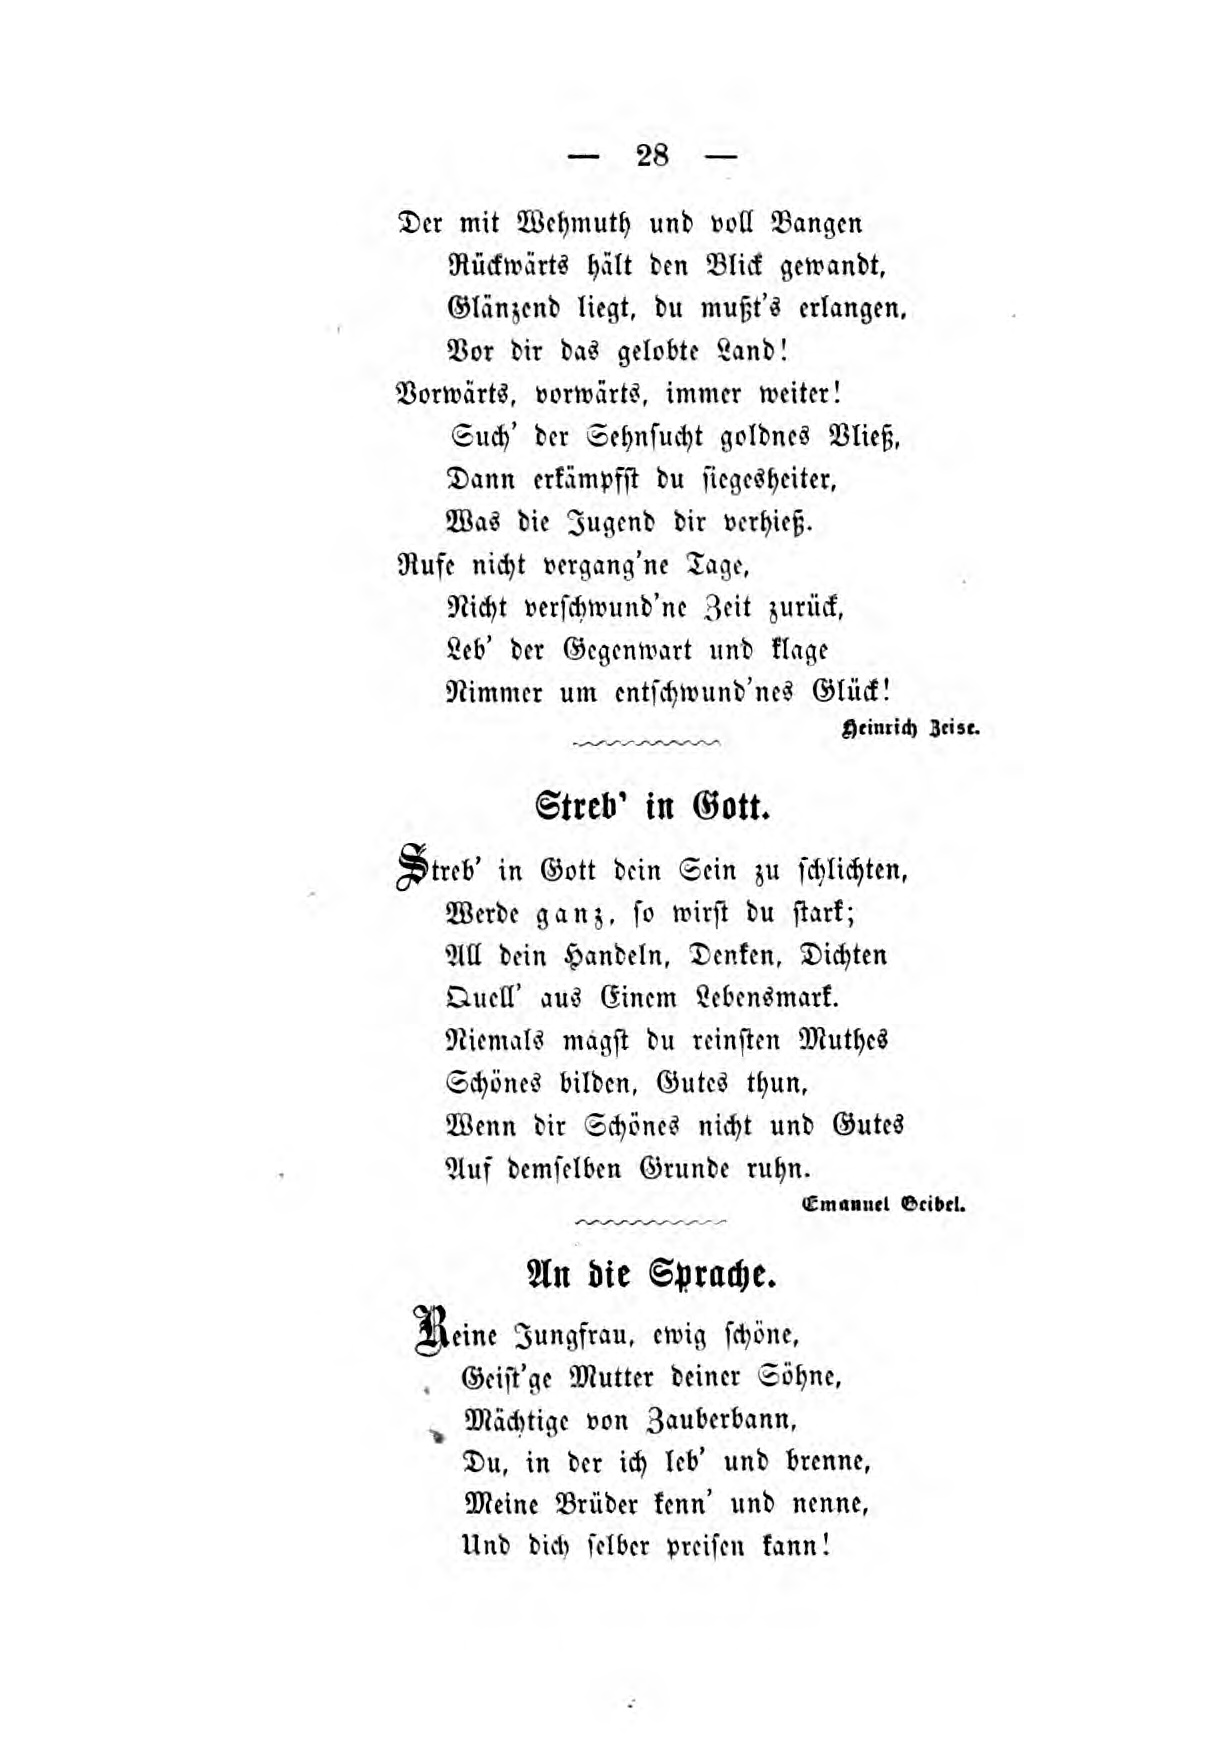 — 28 —
Der mit Wehmuth und voll Bangen
Rückwärts hält den Blick gewandt,
Glänzend liegt, du mußt's erlangen,
Vor dir das gelobte Land!
Vorwärts, vorwärts, immer weiter!
Such' der Sehnsucht goldnes Vließ,
Dann erkämpfst du siegesheiter,
Was die Jugend dir verhieß.
Rufe nicht vergang'ne Tage,
Nicht verschwund'ne Zeit zurück,
Leb' der Gegenwart und klage
Nimmer um entschwund'nes Glück!
Heinrich Zeise.
Streb' in Gott.
Streb' in Gott dein Sein zu schlichten,
Werde ganz, so wirst du stark;
All dein Handeln, Denken, Dichten
Quell' aus Einem Lebensmark.
Niemals magst du reinsten Muthes
Schönes bilden, Gutes thun,
Wenn dir Schönes nicht und Gutes
Auf demselben Grunde ruhn.
Emanuel Geibel.
An die Sprache.
Reine Jungfrau, ewig schöne,
Geist'ge Mutter deiner Söhne,
Mächtige von Zauberbann,
Du, in der ich leb' und brenne,
Meine Brüder kenn' und nenne,
Und dich selber preisen kann!